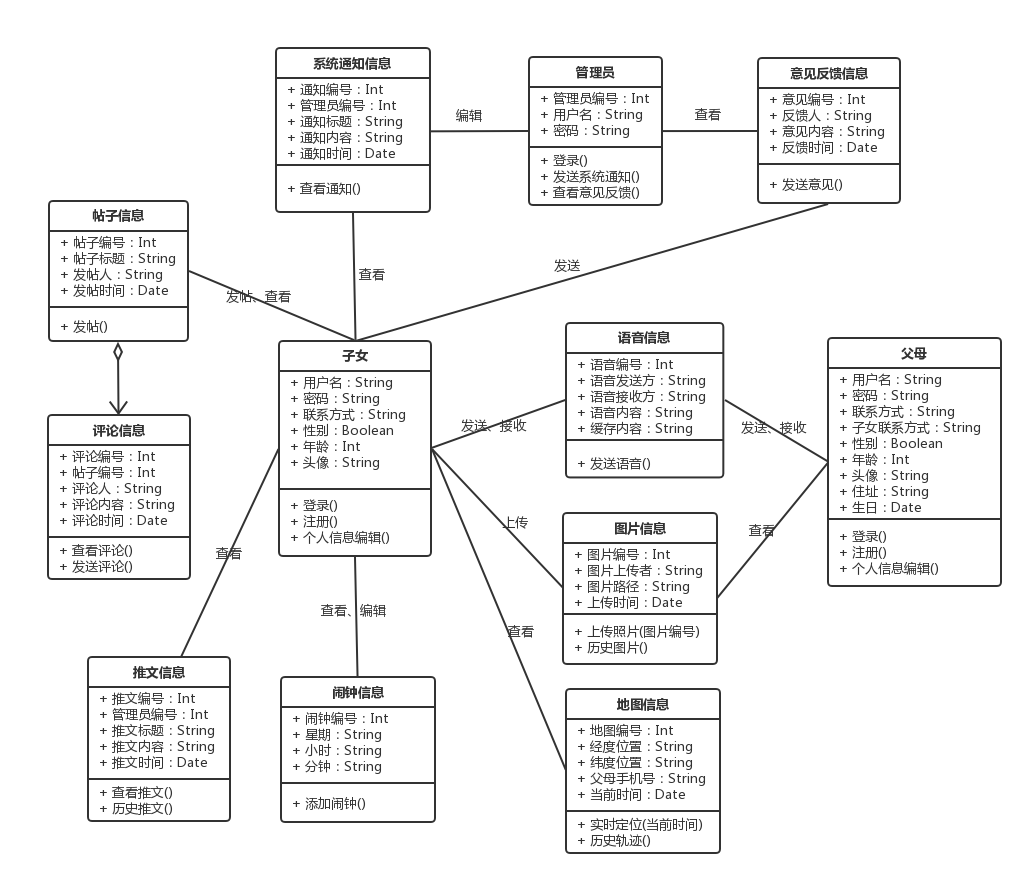 系统通知信息
+ 通知编号：Int
+ 管理员编号：Int
+ 通知标题：String
+ 通知内容：String
+ 通知时间：Date
+ 查看通知()
编辑
管理员
+ 管理员编号：Int
+ 用户名：String
+ 密码：String
+ 登录()
+ 发送系统通知()
+ 查看意见反馈()
查看
意见反馈信息
+ 意见编号：Int
+ 反馈人：String
+ 意见内容：String
+ 反馈时间：Date
+ 发送意见()
帖子信息
+ 帖子编号：Int
+ 帖子标题：String
+ 发帖人：String
+ 发帖时间：Date
+ 发帖()
发帖、查看
查看
发送
子女
+ 用户名：String
+ 密码：String
+ 联系方式：String
+ 性别：Boolean
+ 年龄：Int
+ 头像：String
+ 登录()
+ 注册()
+ 个人信息编辑()
发送、接收
语音信息
+ 语音编号：Int
+ 语音发送方：String
+ 语音接收方：String
+ 语音内容：String
+ 缓存内容：String
+ 发送语音()
发送、接收
父母
+ 用户名：String
+ 密码：String
+ 联系方式：String
+ 子女联系方式：String
+ 性别：Boolean
+ 年龄：Int
+ 头像：String
+ 住址：String
+ 生日：Date
+ 登录()
+ 注册()
+ 个人信息编辑()
评论信息
+ 评论编号：Int
+ 帖子编号：Int
+ 评论人：String
+ 评论内容：String
+ 评论时间：Date
+ 查看评论()
+ 发送评论()
查看
上传
图片信息
+ 图片编号：Int
+ 图片上传者：String
+ 图片路径：String
+ 上传时间：Date
+ 上传照片(图片编号)
+ 历史图片()
查看
查看、编辑
查看
推文信息
+ 推文编号：Int
+ 管理员编号：Int
+ 推文标题：String
+ 推文内容：String
+ 推文时间：Date
+ 查看推文()
+ 历史推文()
闹钟信息
+ 闹钟编号：Int
+ 星期：String
+ 小时：String
+ 分钟：String
+ 添加闹钟()
地图信息
+ 地图编号：Int
+ 经度位置：String
+ 纬度位置：String
+ 父母手机号：String
+ 当前时间：Date
+ 实时定位(当前时间)
+ 历史轨迹()